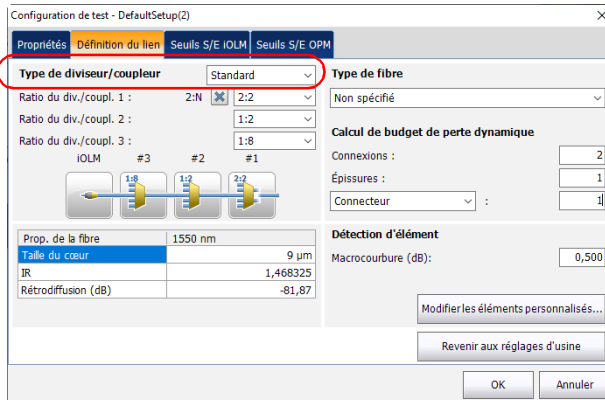 Configuration de test - DefaultSetup(2)
Propriétés Définition du lien Seuils S/E iOLM Seuils S/E OPM
Type de diviseur/coupleur Standard
Ratio du div./coupl. 1 : 2:N 2:2
Ratio du div./coupl. 2 : 1:2
Ratio du div./coupl. 3 : 1:8
iOLM #3 #2 #1
1:8 1:2 2:2
Type de fibre
Non spécifié
Calcul de budget de perte dynamique
Connexions : 2
Épissures : 1
Connecteur : 1
Prop. de la fibre 1550 nm
Taille du cœur 9 µm
IR 1,468325
Rétrodiffusion (dB) -81,87
Détection d'élément
Macrocourbure (dB): 0,500
Modifier les éléments personnalisés...
Revenir aux réglages d'usine
OK Annuler